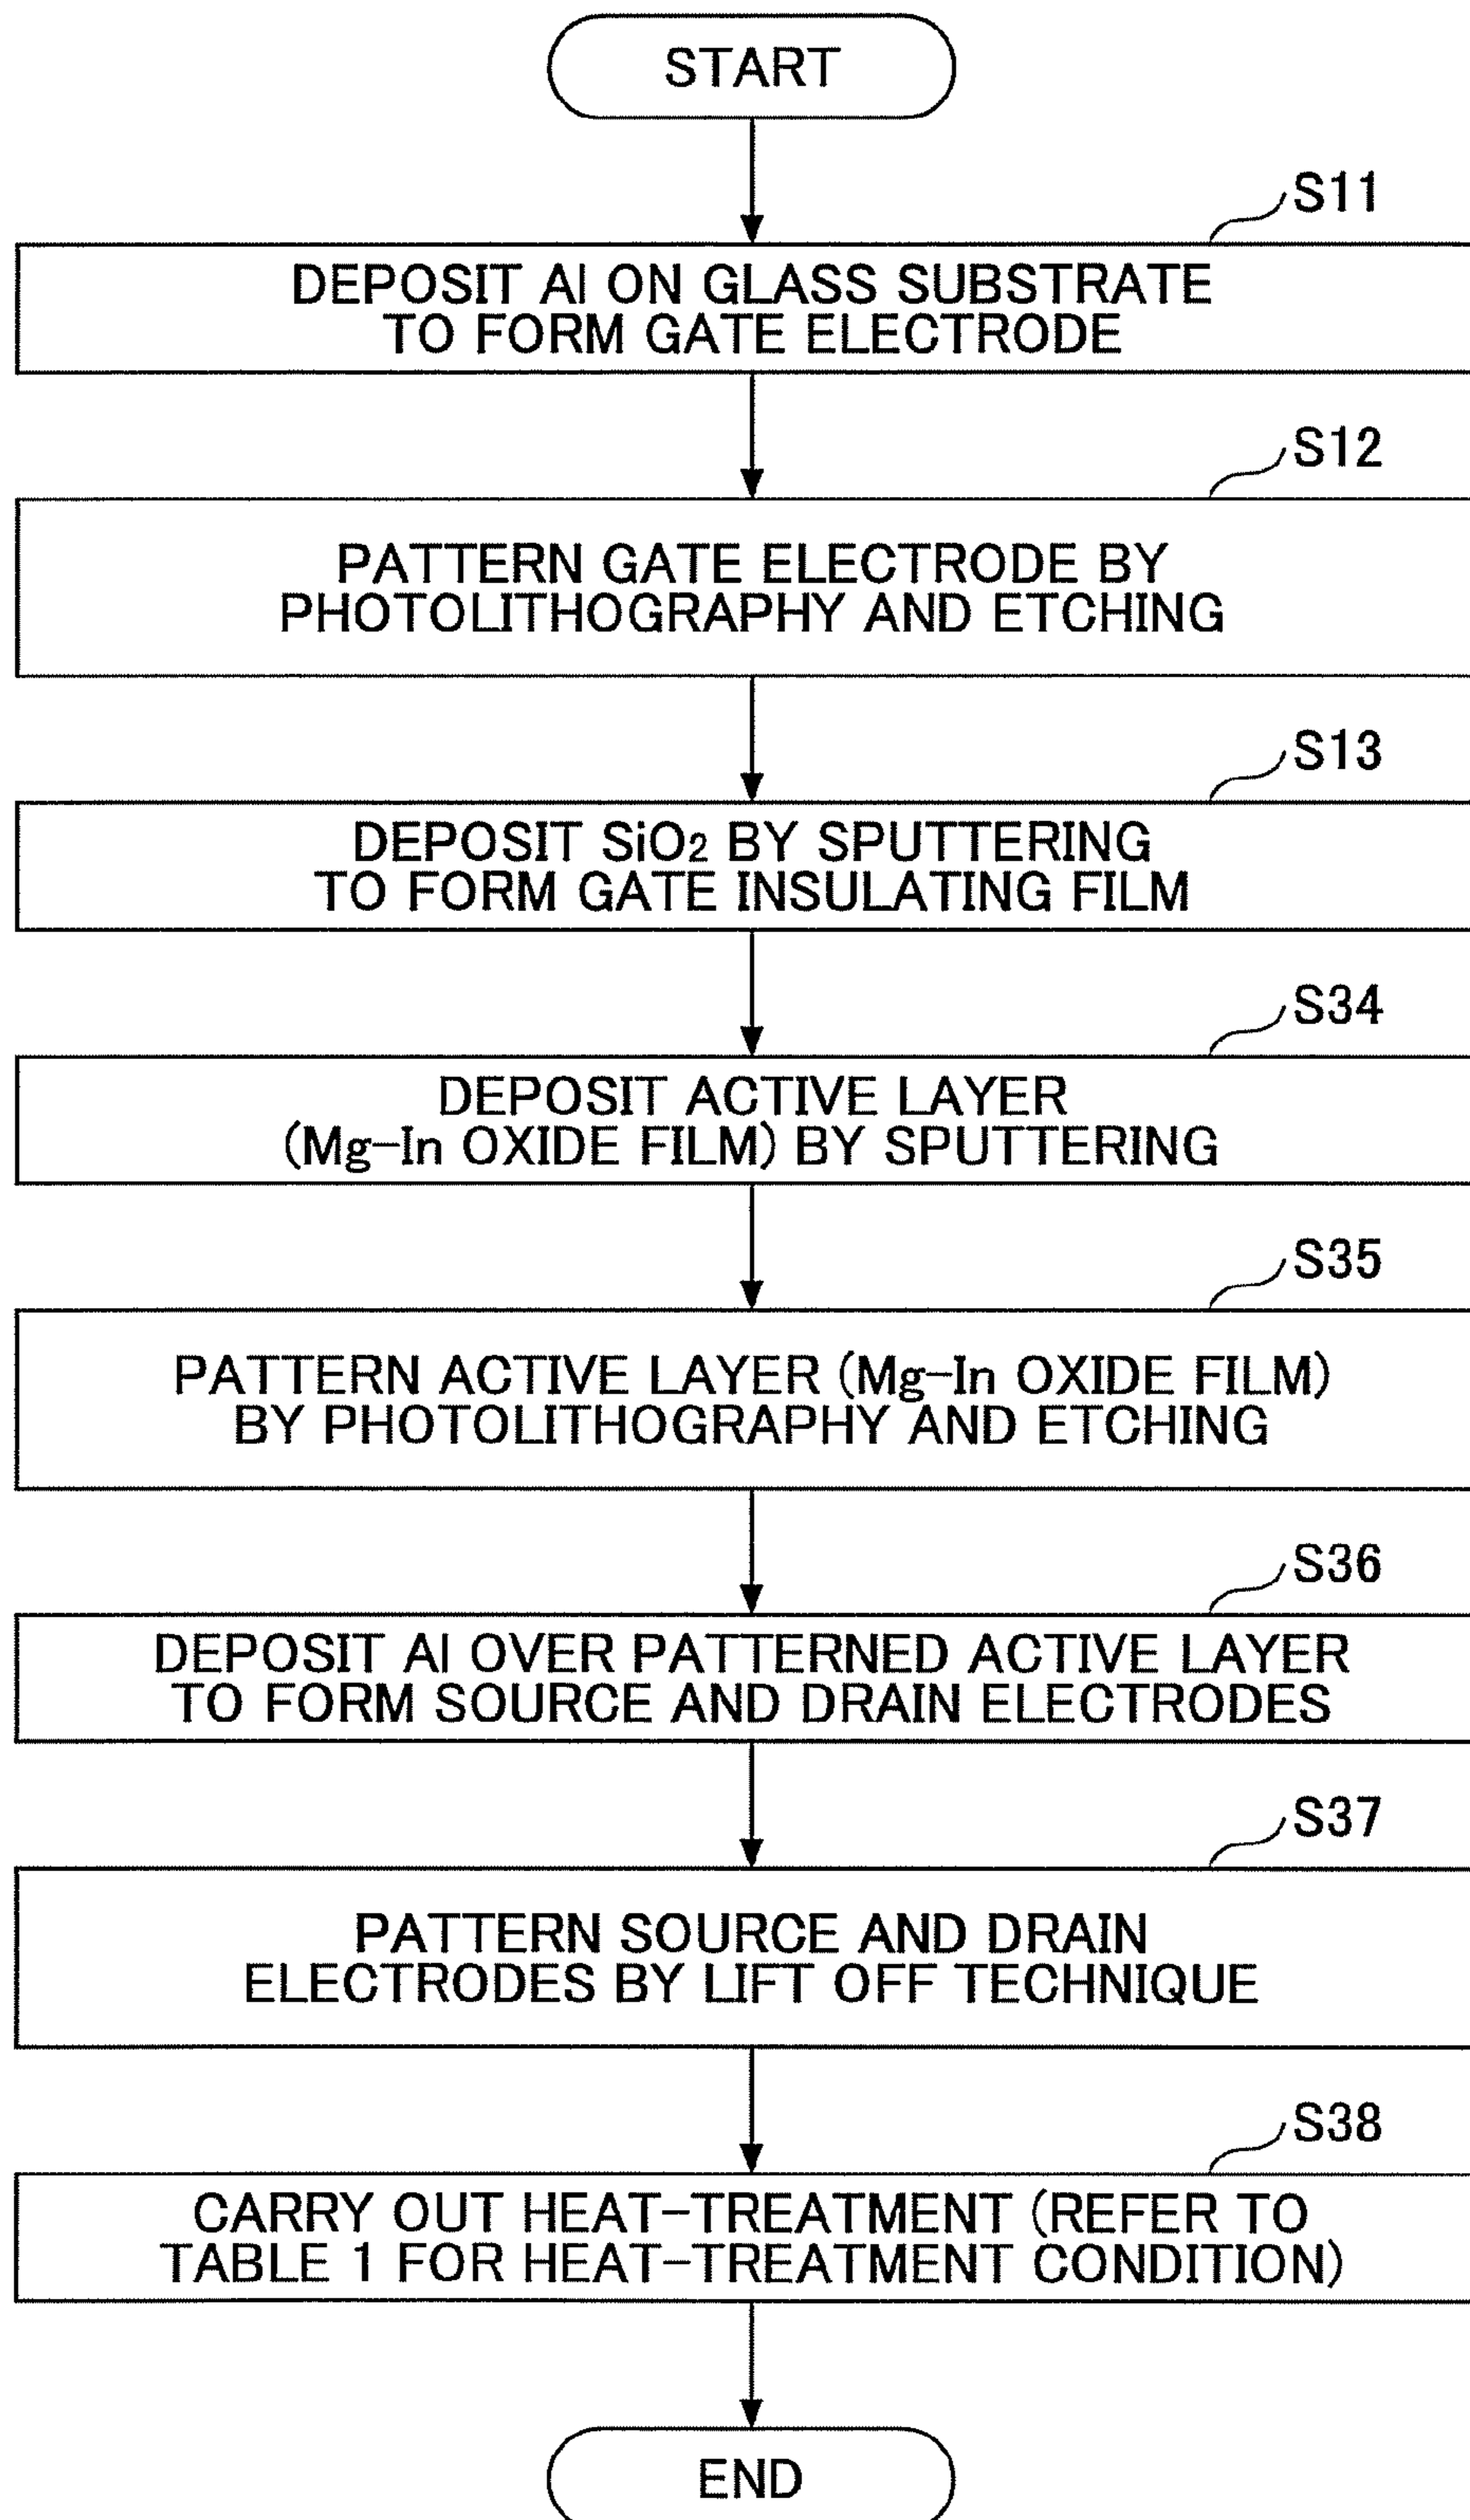 START
S11
DEPOSIT Al ON GLASS SUBSTRATE
TO FORM GATE ELECTRODE
S12
PATTERN GATE ELECTRODE BY
PHOTOLITHOGRAPHY AND ETCHING
S13
DEPOSIT SiO₂ BY SPUTTERING
TO FORM GATE INSULATING FILM
S34
DEPOSIT ACTIVE LAYER
(Mg-In OXIDE FILM) BY SPUTTERING
S35
PATTERN ACTIVE LAYER (Mg-In OXIDE FILM)
BY PHOTOLITHOGRAPHY AND ETCHING
S36
DEPOSIT Al OVER PATTERNED ACTIVE LAYER
TO FORM SOURCE AND DRAIN ELECTRODES
S37
PATTERN SOURCE AND DRAIN
ELECTRODES BY LIFT OFF TECHNIQUE
S38
CARRY OUT HEAT-TREATMENT (REFER TO
TABLE 1 FOR HEAT-TREATMENT CONDITION)
END